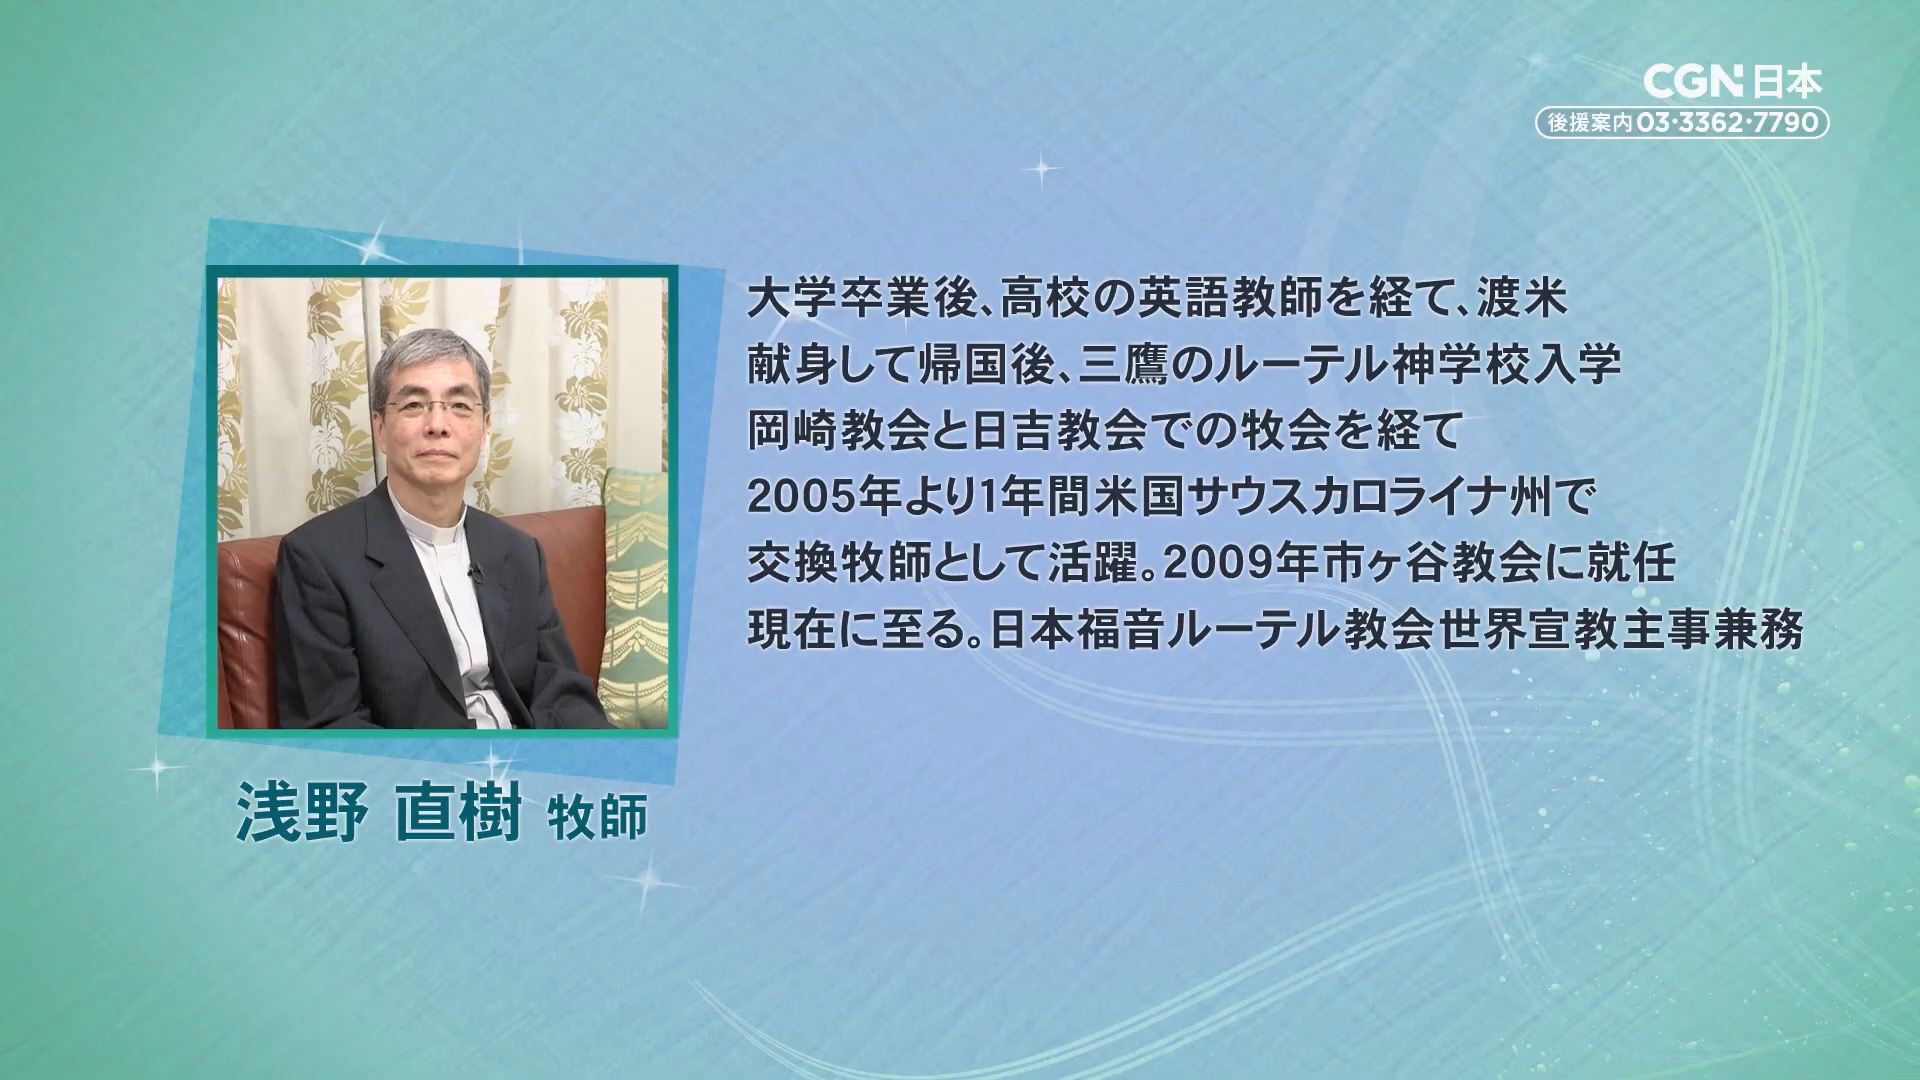 CGN日本
後援案内03・3362・7790
大学卒業後、高校の英語教師を経て、渡米
献身して帰国後、三鷹のルーテル神学校入学
岡崎教会と日吉教会での牧会を経て
2005年より1年間米国サウスカロライナ州で
交換牧師として活躍。2009年市ヶ谷教会に就任
現在に至る。日本福音ルーテル教会世界宣教主事兼務
浅野 直樹 牧師